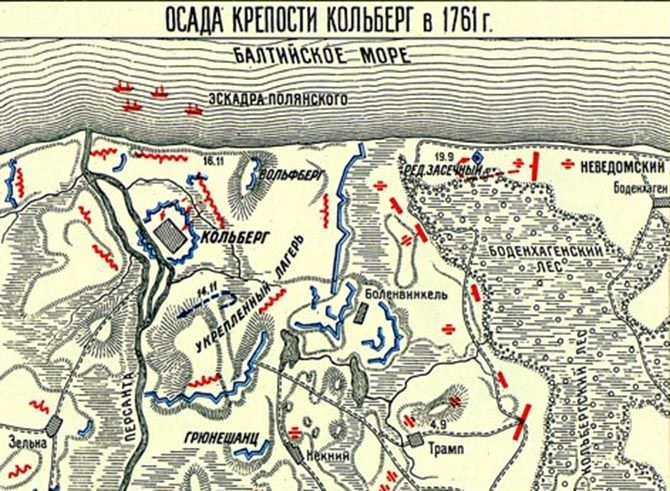 ОСАДА КРЕПОСТИ КОЛЬБЕРГ в 1761 г.
БАЛТИЙСКОЕ МОРЕ
ЭСКАДРА ПОЛЯНСКОГО
16.11
ВОЛЬФБЕРГ
19.9
РЕД.ЗАСЕЧНЫЙ
НЕВЕДОМСКИЙ
Боденхаген
КОЛЬБЕРГ
БОДЕНХАГЕНСКИЙ
ЛЕС
14.11
УКРЕПЛЕННЫЙ ЛАГЕРЬ
Боленвинкель
ПЕРСАНТА
КОЛЬБЕРГСКИЙ ЛЕС
4.9
Зельна
ГРЮНЕШАНЦ
Некний
Трамп